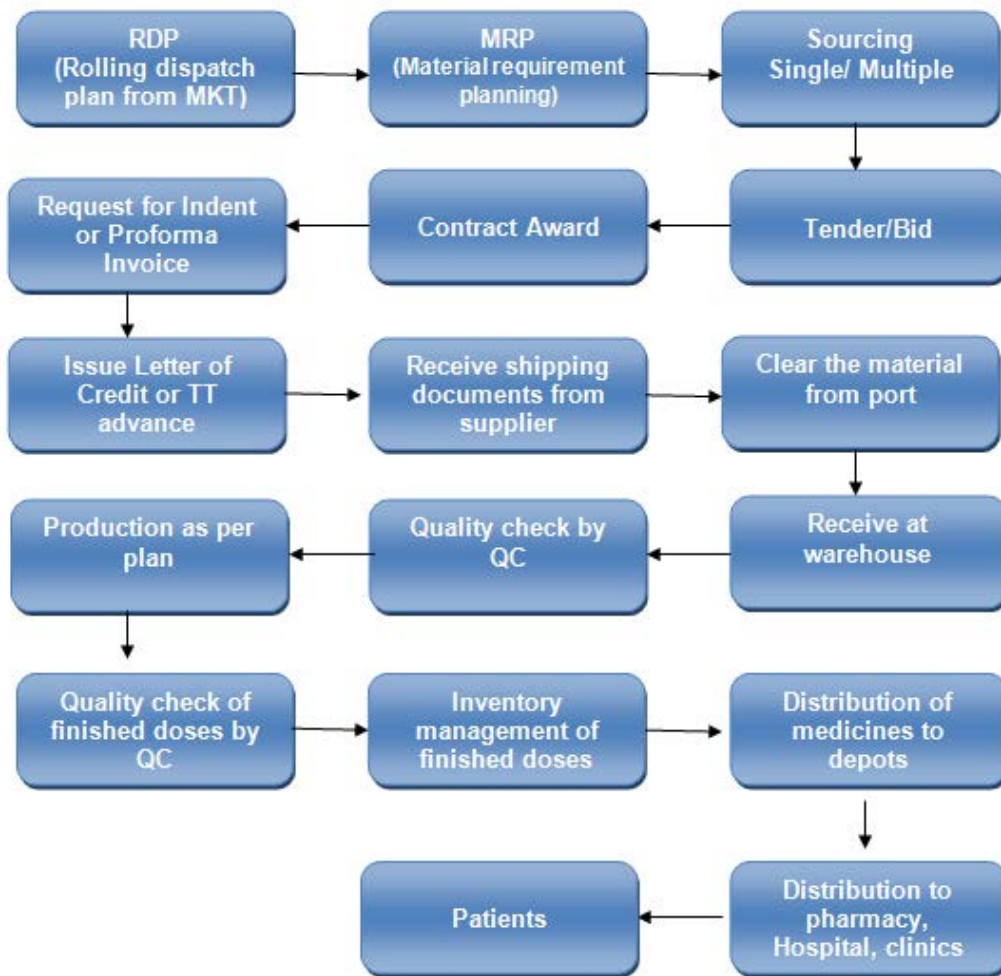 RDP
(Rolling dispatch
plan from MKT)
MRP
(Material requirement
planning)
Sourcing
Single/ Multiple
Tender/Bid
Contract Award
Request for Indent
or Proforma
Invoice
Issue Letter of
Credit or TT
advance
Receive shipping
documents from
supplier
Clear the material
from port
Receive at
warehouse
Quality check by
QC
Production as per
plan
Quality check of
finished doses by
QC
Inventory
management of
finished doses
Distribution of
medicines to
depots
Distribution to
pharmacy,
Hospital, clinics
Patients